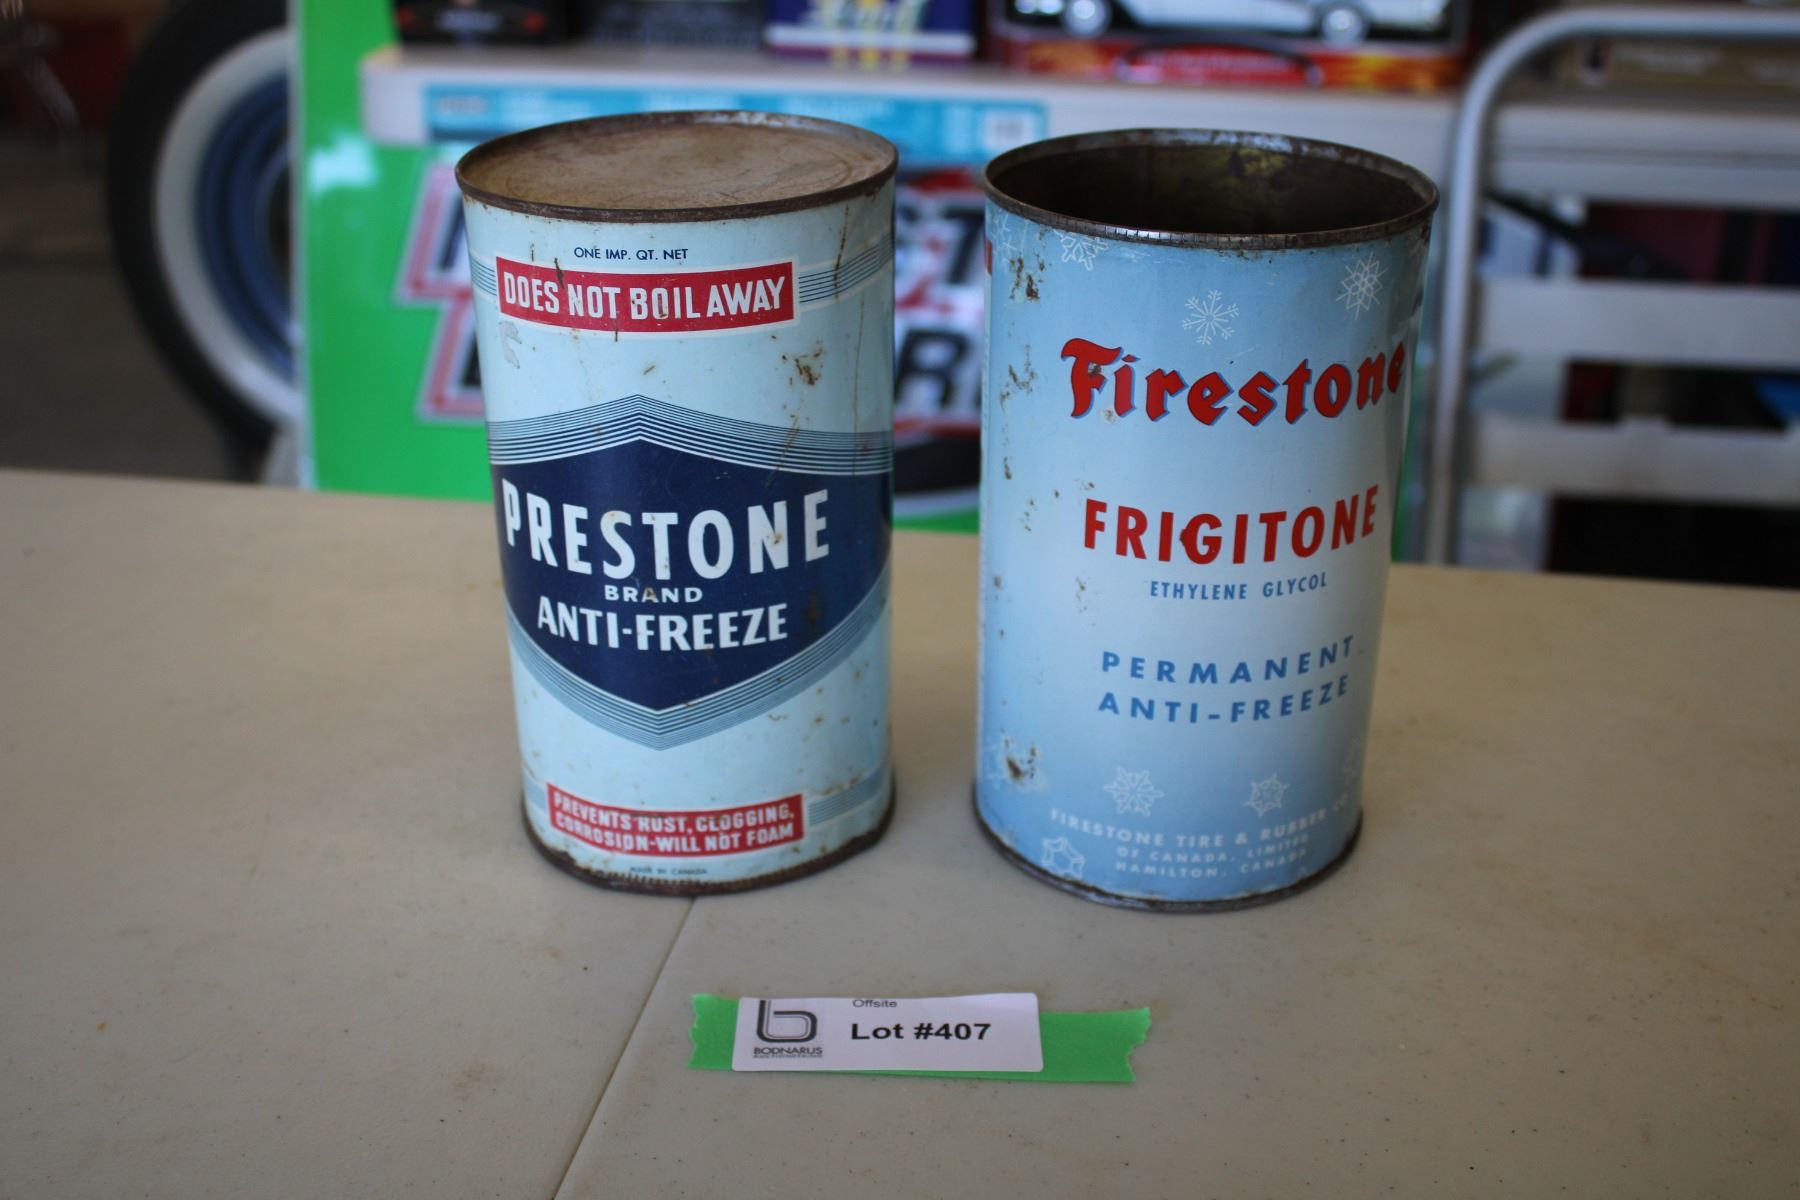 ONE IMP. QT. NET
DOES NOT BOIL AWAY
PRESTONE
BRAND
ANTI-FREEZE
PREVENTS RUST, CLOGGING,
CORROSION-WILL NOT FOAM
MADE IN CANADA
Firestone
FRIGITONE
ETHYLENE GLYCOL
PERMANENT
ANTI-FREEZE
FIRESTONE TIRE & RUBBER CO.
OF CANADA, LIMITED
HAMILTON, CANADA
Offsite
Lot #407
BODNARUS
AUCTIONEERING